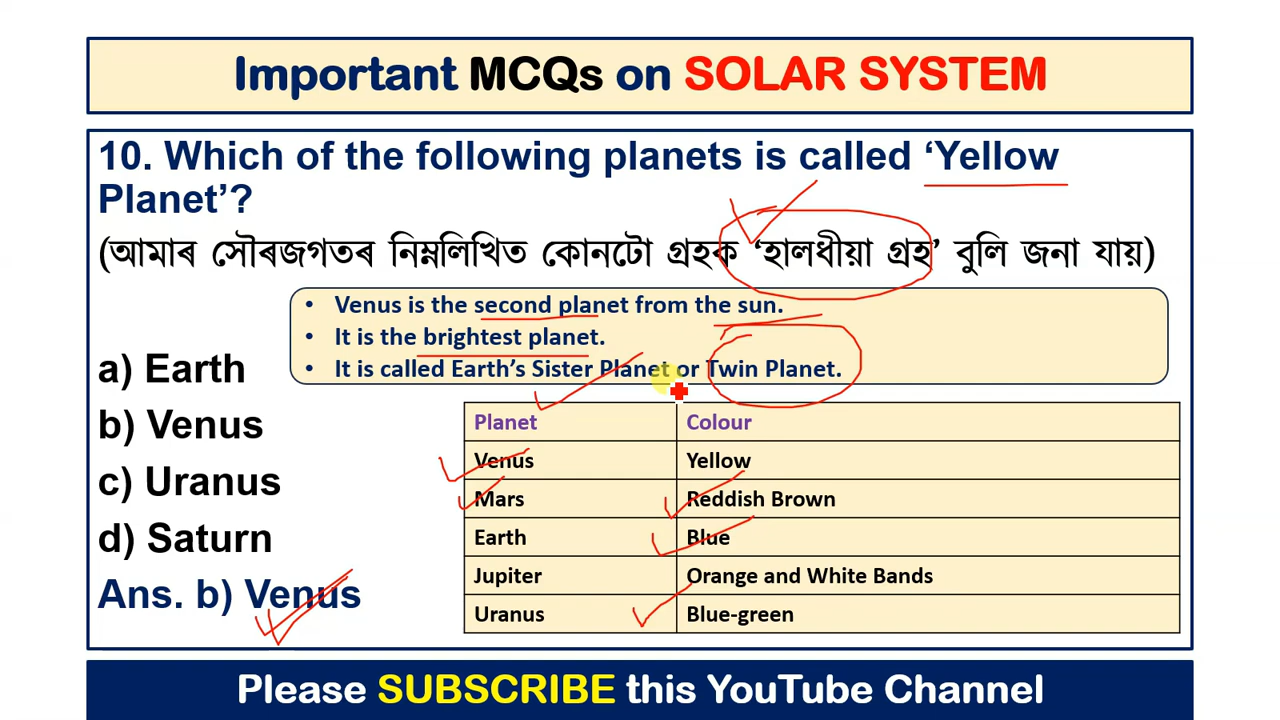 Important MCQs on SOLAR SYSTEM
10. Which of the following planets is called ‘Yellow
Planet’?
(আমাৰ সৌৰজগতৰ নিম্নলিখিত কোনটো গ্ৰহক ‘হালধীয়া গ্ৰহ’ বুলি জনা যায়)
• Venus is the second planet from the sun.
• It is the brightest planet.
• It is called Earth’s Sister Planet or Twin Planet.
a) Earth
b) Venus
c) Uranus
d) Saturn
Ans. b) Venus
Planet Colour
Venus Yellow
Mars Reddish Brown
Earth Blue
Jupiter Orange and White Bands
Uranus Blue-green
Please SUBSCRIBE this YouTube Channel